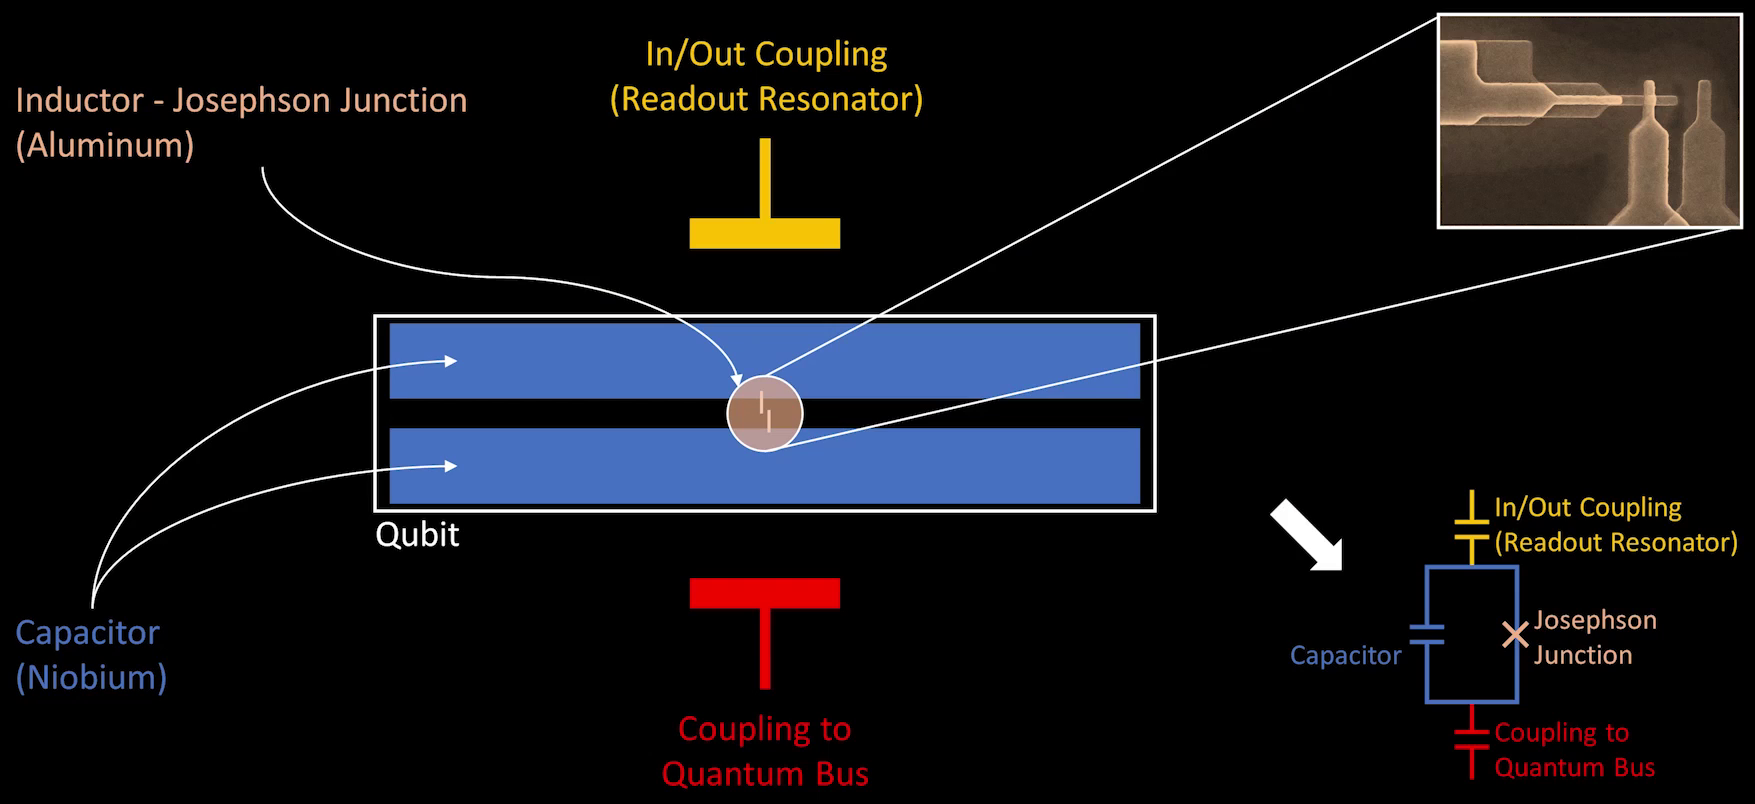 In/Out Coupling
(Readout Resonator)
Inductor - Josephson Junction
(Aluminum)
Qubit
Capacitor
(Niobium)
Coupling to
Quantum Bus
In/Out Coupling
(Readout Resonator)
Josephson
Junction
Capacitor
Coupling to
Quantum Bus